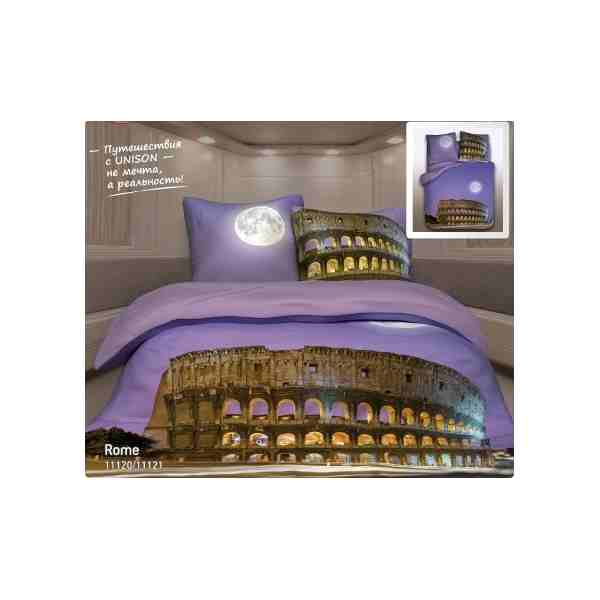 Путешествия
с UNISON —
не мечта,
а реальность!
Rome
11120/11121